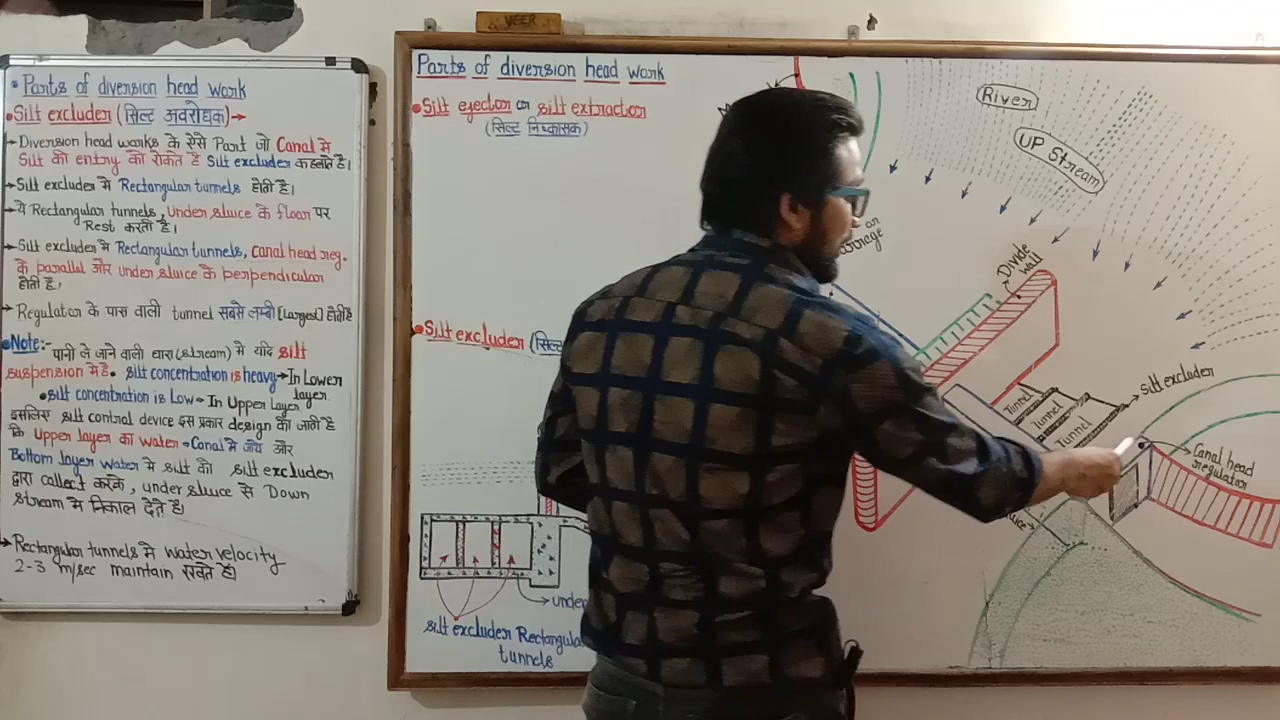 Parts of diversion head work
Silt excluder (सिल्ट अवरोधक)→
→ Diversion head works के ऐसे Part जो Canal मे
Silt की entry को रोकते है Silt excluder कहलाते है।
→ Silt excluder मे Rectangular tunnels होती है।
→ ये Rectangular tunnels, Under sluice के floor पर
Rest करती है।
→ Silt excluder मे Rectangular tunnels, canal head reg.
के parallel और under sluice के perpendicular
होती है।
→ Regulator के पास वाली tunnel सबसे लम्बी (Largest) होती है
Note:-
पानी ले जाने वाली धारा (stream) मे यदि silt
suspension मे है• silt concentration is heavy→In Lower
layer.
•silt concentration is Low→In Upper Layer
इसलिए silt control device इस प्रकार design की जाती है
कि Upper layer का water→Canal मे जाये और
Bottom layer water मे silt को silt excluder
द्वारा collect करके, under sluice से Down
stream मे निकाल देते है।
→ Rectangular tunnels मे water velocity
2-3 m/sec maintain रखते है।
VEER
Parts of diversion head work
Silt ejector or silt extractor
(सिल्ट निष्कासक)
River
UP Stream
or
Divide
wall
Silt excluder
silt excluder
Tunnel
Tunnel
Tunnel
Canal head
regulator
under
silt excluder Rectangula
tunnels